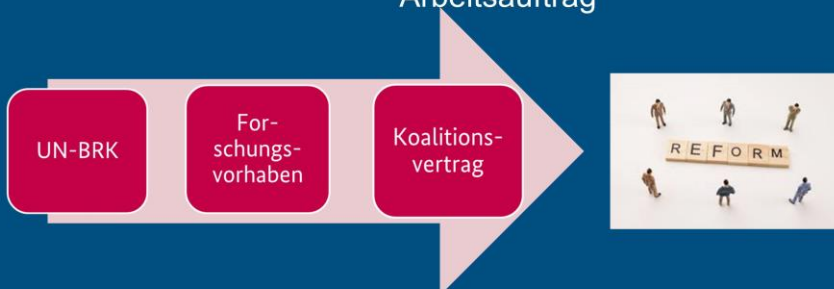 Arbeitsauftrag
UN-BRK
For-
schungs-
vorhaben
Koalitions-
vertrag
REFORM